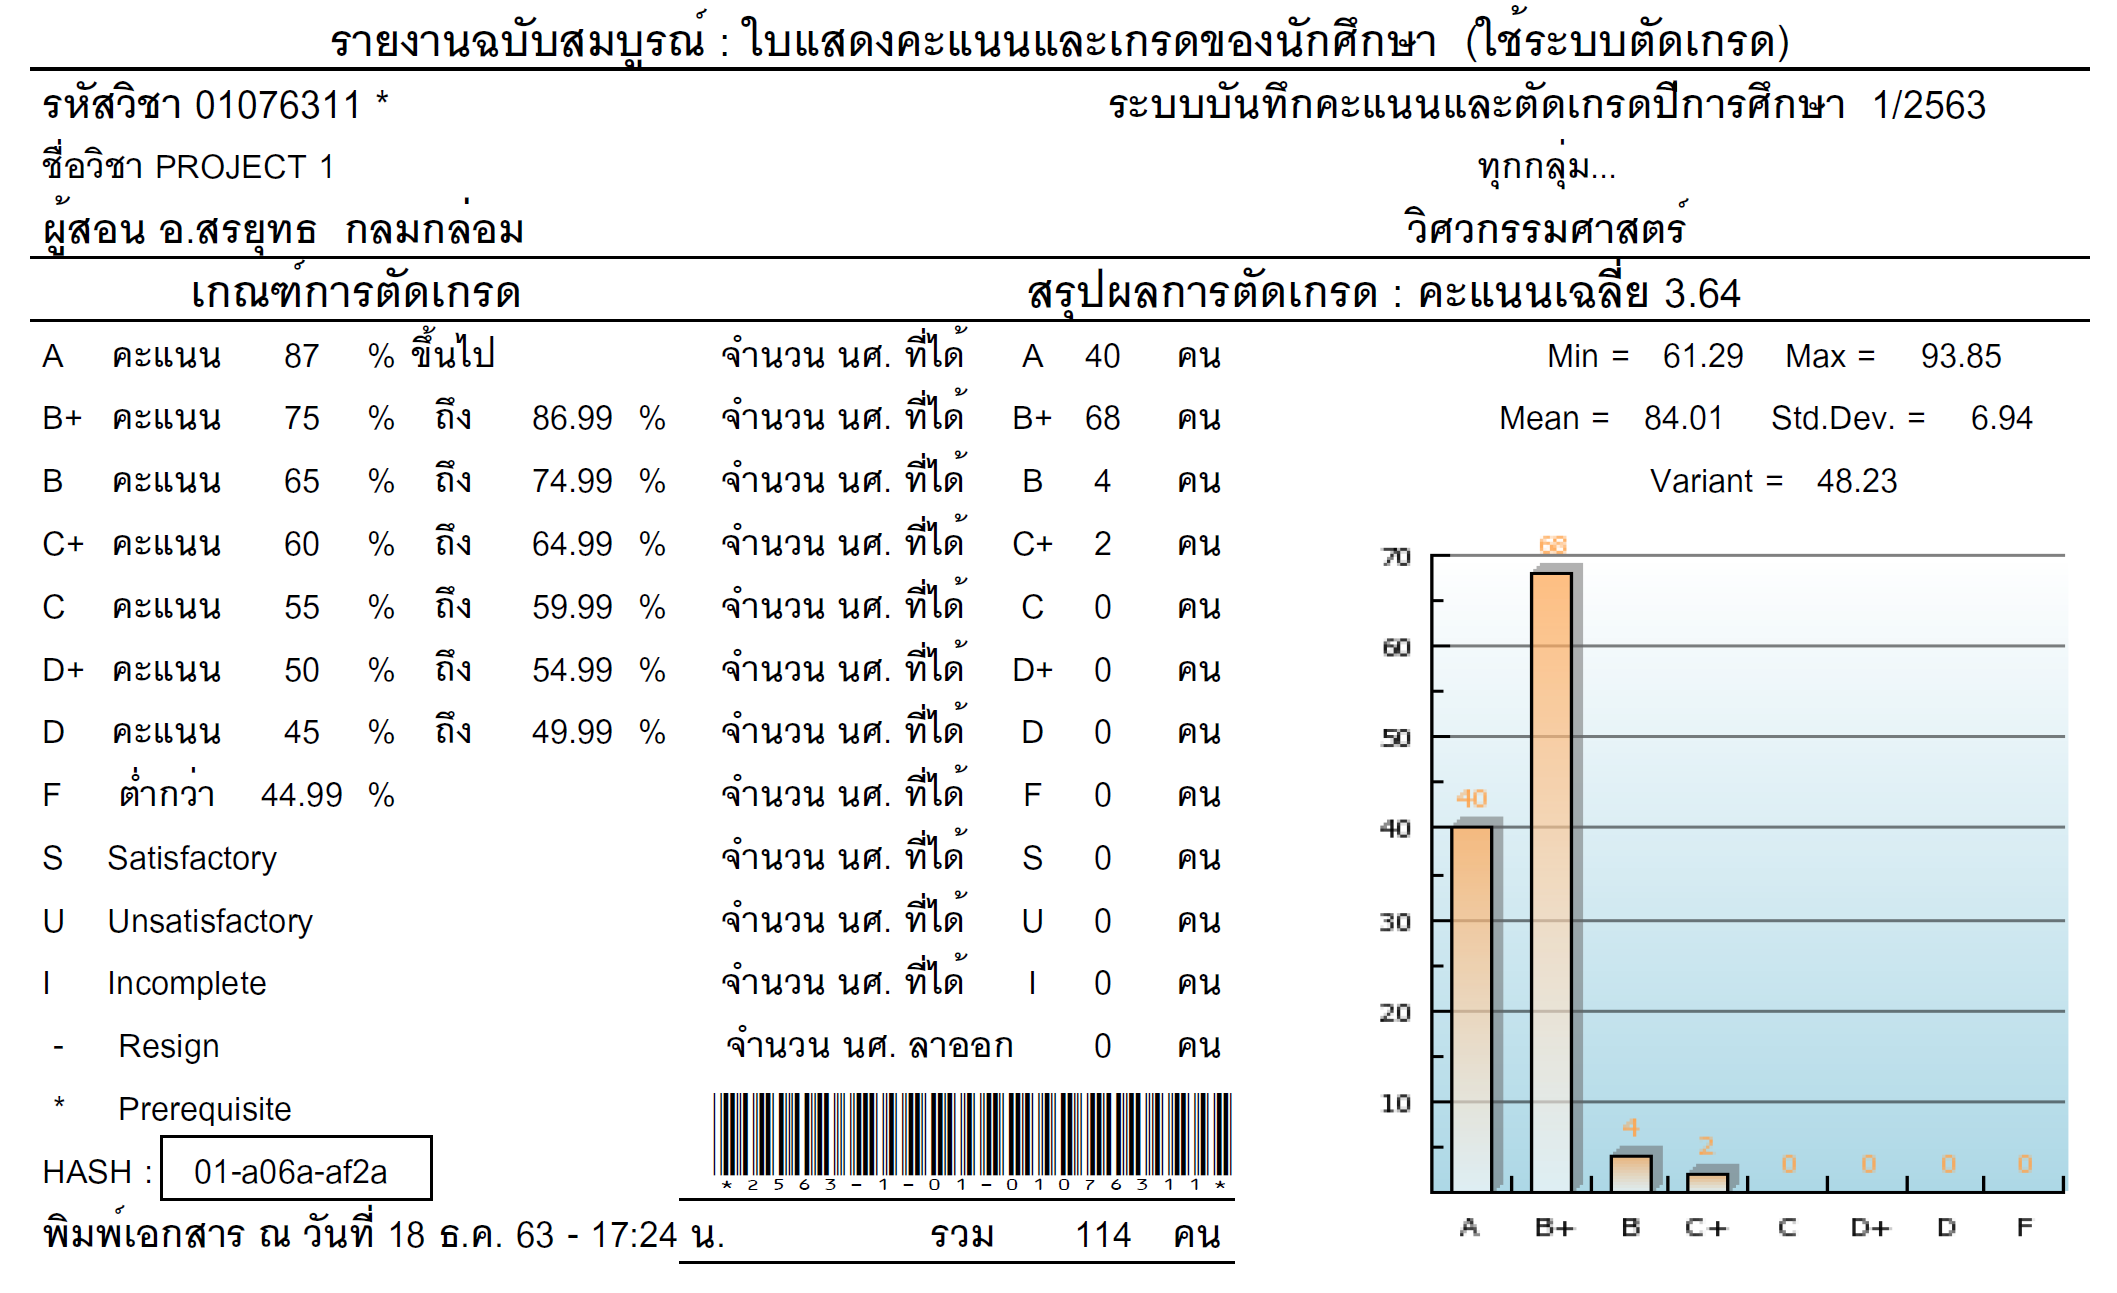 รายงานฉบับสมบูรณ์ : ใบแสดงคะแนนและเกรดของนักศึกษา (ใช้ระบบตัดเกรด)
รหัสวิชา 01076311 * ระบบบันทึกคะแนนและตัดเกรดปีการศึกษา 1/2563
ชื่อวิชา PROJECT 1 ทุกกลุ่ม...
ผู้สอน อ.สรยุทธ กลมกล่อม วิศวกรรมศาสตร์
เกณฑ์การตัดเกรด สรุปผลการตัดเกรด : คะแนนเฉลี่ย 3.64
A คะแนน 87 % ขึ้นไป จำนวน นศ. ที่ได้ A 40 คน Min = 61.29 Max = 93.85
B+ คะแนน 75 % ถึง 86.99 % จำนวน นศ. ที่ได้ B+ 68 คน Mean = 84.01 Std.Dev. = 6.94
B คะแนน 65 % ถึง 74.99 % จำนวน นศ. ที่ได้ B 4 คน Variant = 48.23
C+ คะแนน 60 % ถึง 64.99 % จำนวน นศ. ที่ได้ C+ 2 คน
C คะแนน 55 % ถึง 59.99 % จำนวน นศ. ที่ได้ C 0 คน
D+ คะแนน 50 % ถึง 54.99 % จำนวน นศ. ที่ได้ D+ 0 คน
D คะแนน 45 % ถึง 49.99 % จำนวน นศ. ที่ได้ D 0 คน
F ต่ำกว่า 44.99 % จำนวน นศ. ที่ได้ F 0 คน
S Satisfactory จำนวน นศ. ที่ได้ S 0 คน
U Unsatisfactory จำนวน นศ. ที่ได้ U 0 คน
I Incomplete จำนวน นศ. ที่ได้ I 0 คน
- Resign จำนวน นศ. ลาออก 0 คน
* Prerequisite
HASH : 01-a06a-af2a
*2563-1-01-01076311*
พิมพ์เอกสาร ณ วันที่ 18 ธ.ค. 63 - 17:24 น. รวม 114 คน
70
60
50
40
30
20
10
40 68 4 2 0 0 0 0
A B+ B C+ C D+ D F